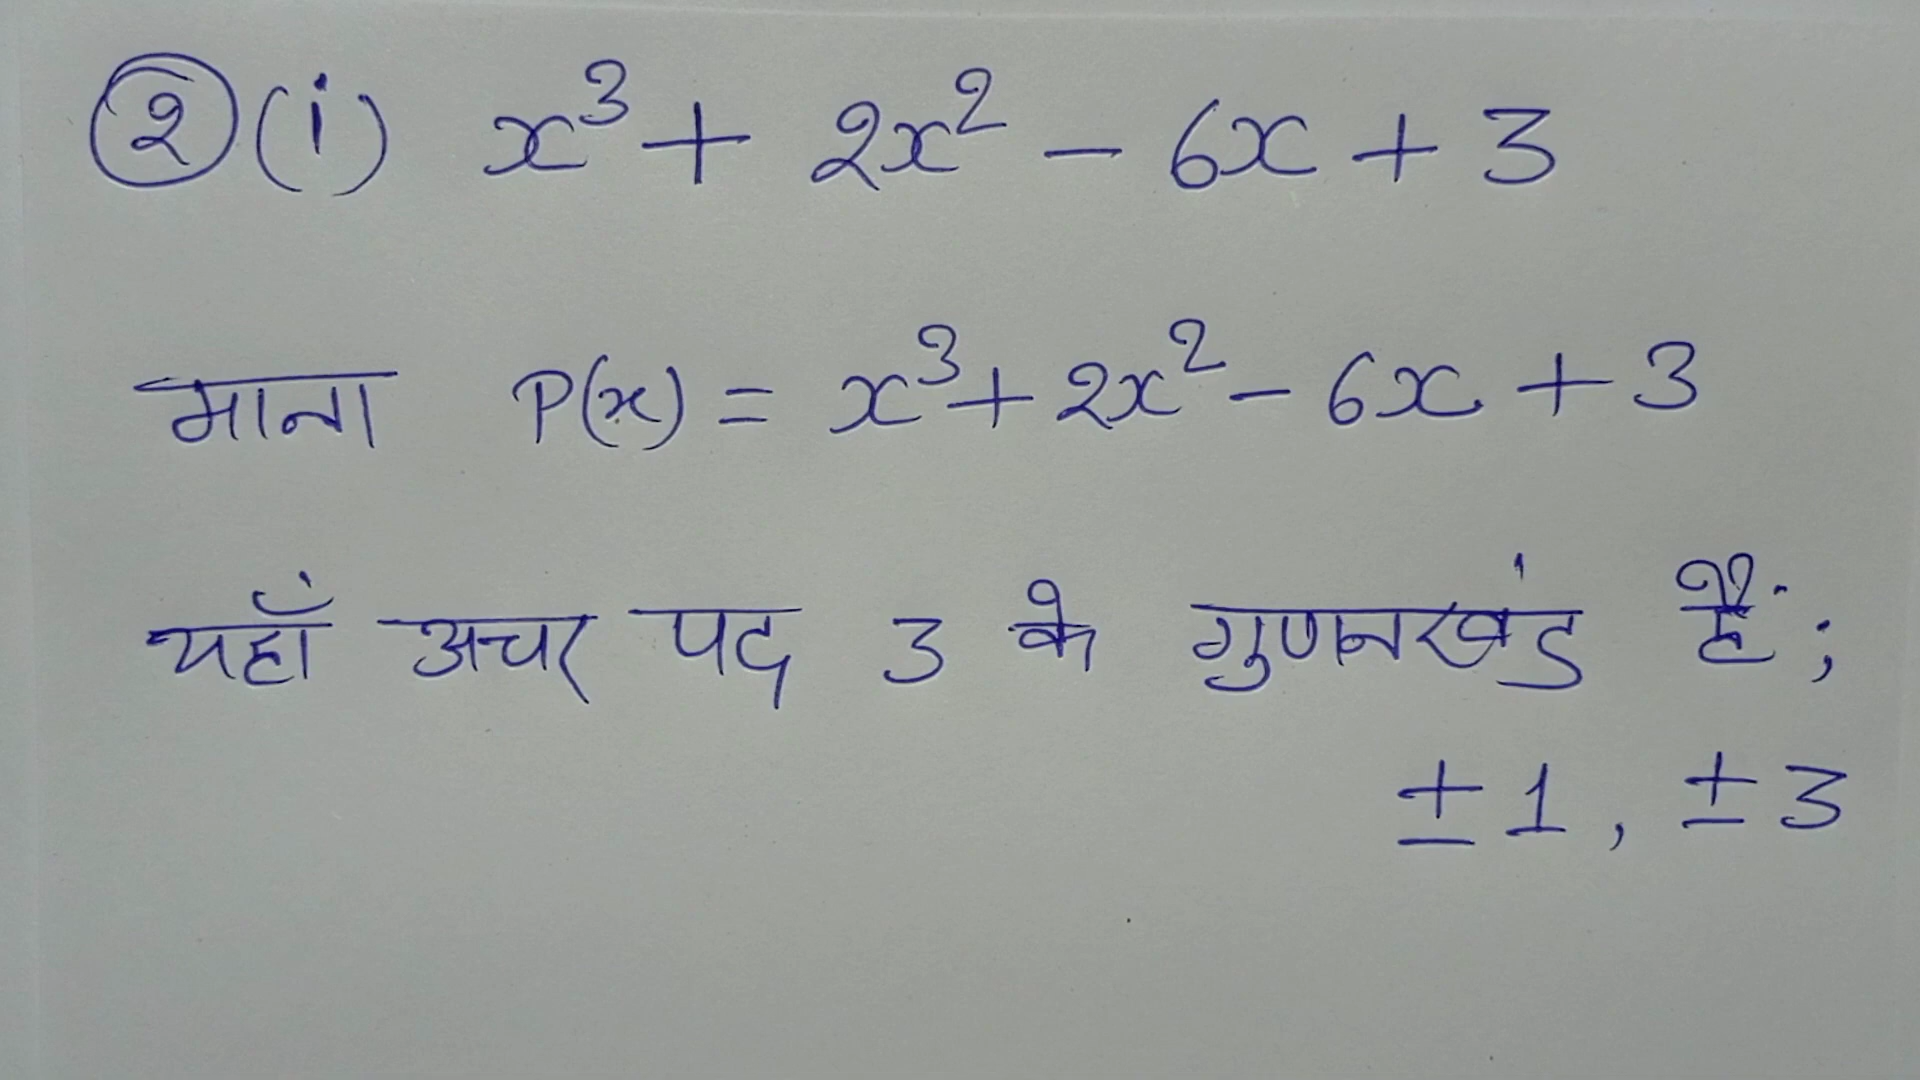 ② (i) x³ + 2x² - 6x + 3
माना P(x) = x³ + 2x² - 6x + 3
यहाँ अचर पद 3 के गुणनखंड हैं;
± 1, ± 3